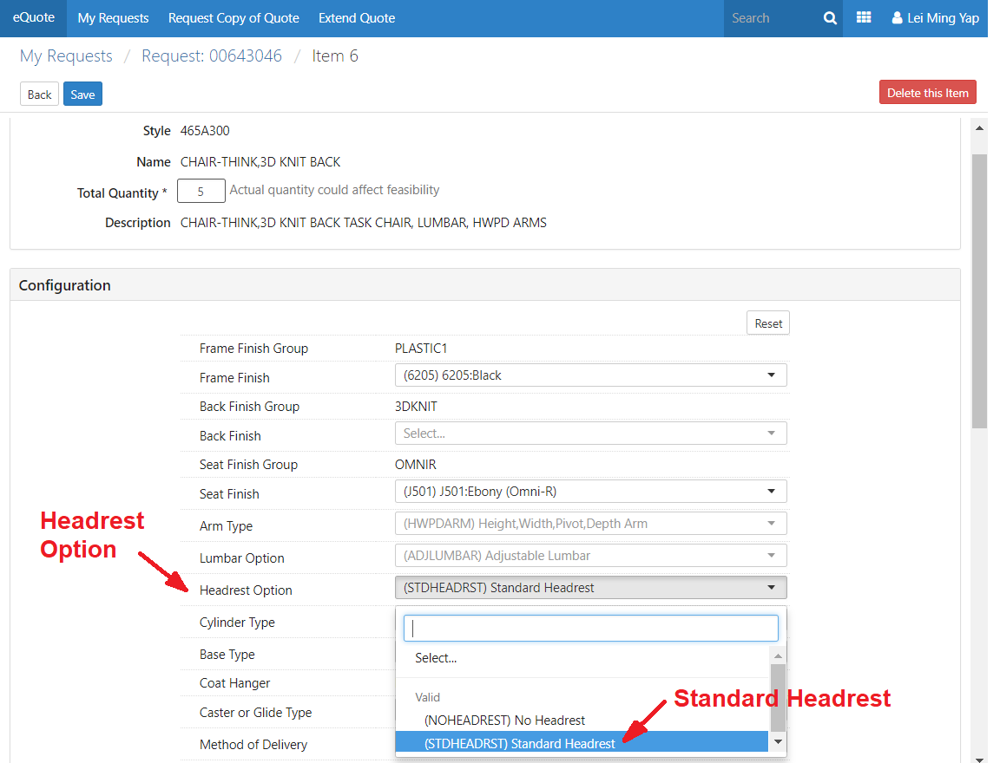 eQuote My Requests Request Copy of Quote Extend Quote Search Lei Ming Yap
My Requests / Request: 00643046 / Item 6
Back Save Delete this Item
Style 465A300
Name CHAIR-THINK,3D KNIT BACK
Total Quantity * 5 Actual quantity could affect feasibility
Description CHAIR-THINK,3D KNIT BACK TASK CHAIR, LUMBAR, HWPD ARMS
Configuration
Reset
Frame Finish Group PLASTIC1
Frame Finish (6205) 6205:Black
Back Finish Group 3DKNIT
Back Finish Select...
Seat Finish Group OMNIR
Seat Finish (J501) J501:Ebony (Omni-R)
Arm Type (HWPDARM) Height,Width,Pivot,Depth Arm
Lumbar Option (ADJLUMBAR) Adjustable Lumbar
Headrest
Option
Headrest Option (STDHEADRST) Standard Headrest
Cylinder Type
Base Type
Select...
Coat Hanger
Valid
Standard Headrest
Caster or Glide Type
(NOHEADREST) No Headrest
Method of Delivery
(STDHEADRST) Standard Headrest